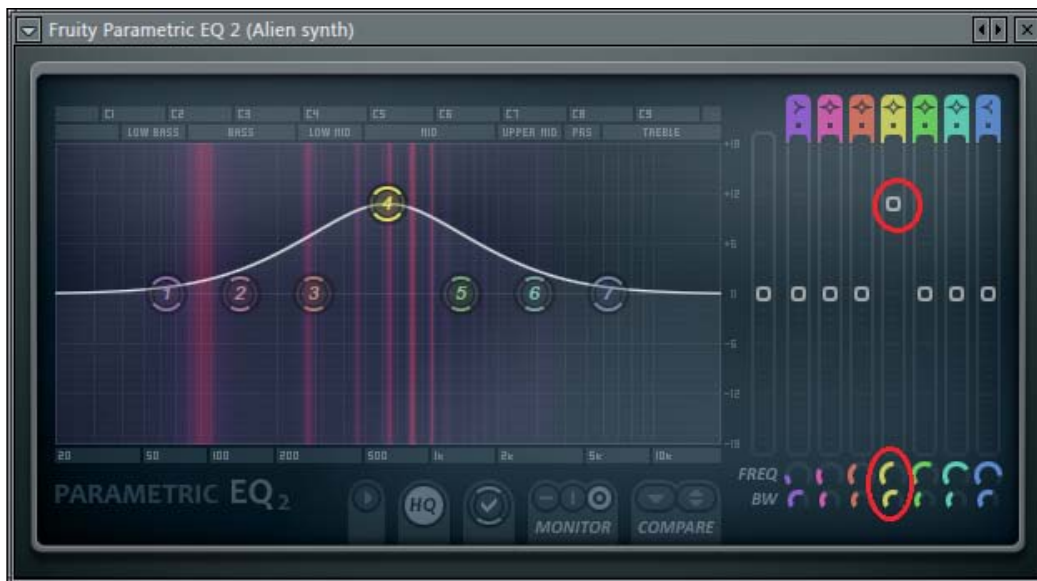 Fruity Parametric EQ 2 (Alien synth)
C1 C2 C3 C4 C5 C6 C7 C8 C9
LOW BASS BASS LOW MID MID UPPER MID PRS TREBLE
+18
+12
+6
0
-6
-12
-18
1 2 3 4 5 6 7
20 50 100 200 500 1k 2k 5k 10k
FREQ
BW
PARAMETRIC EQ2
HQ
MONITOR COMPARE